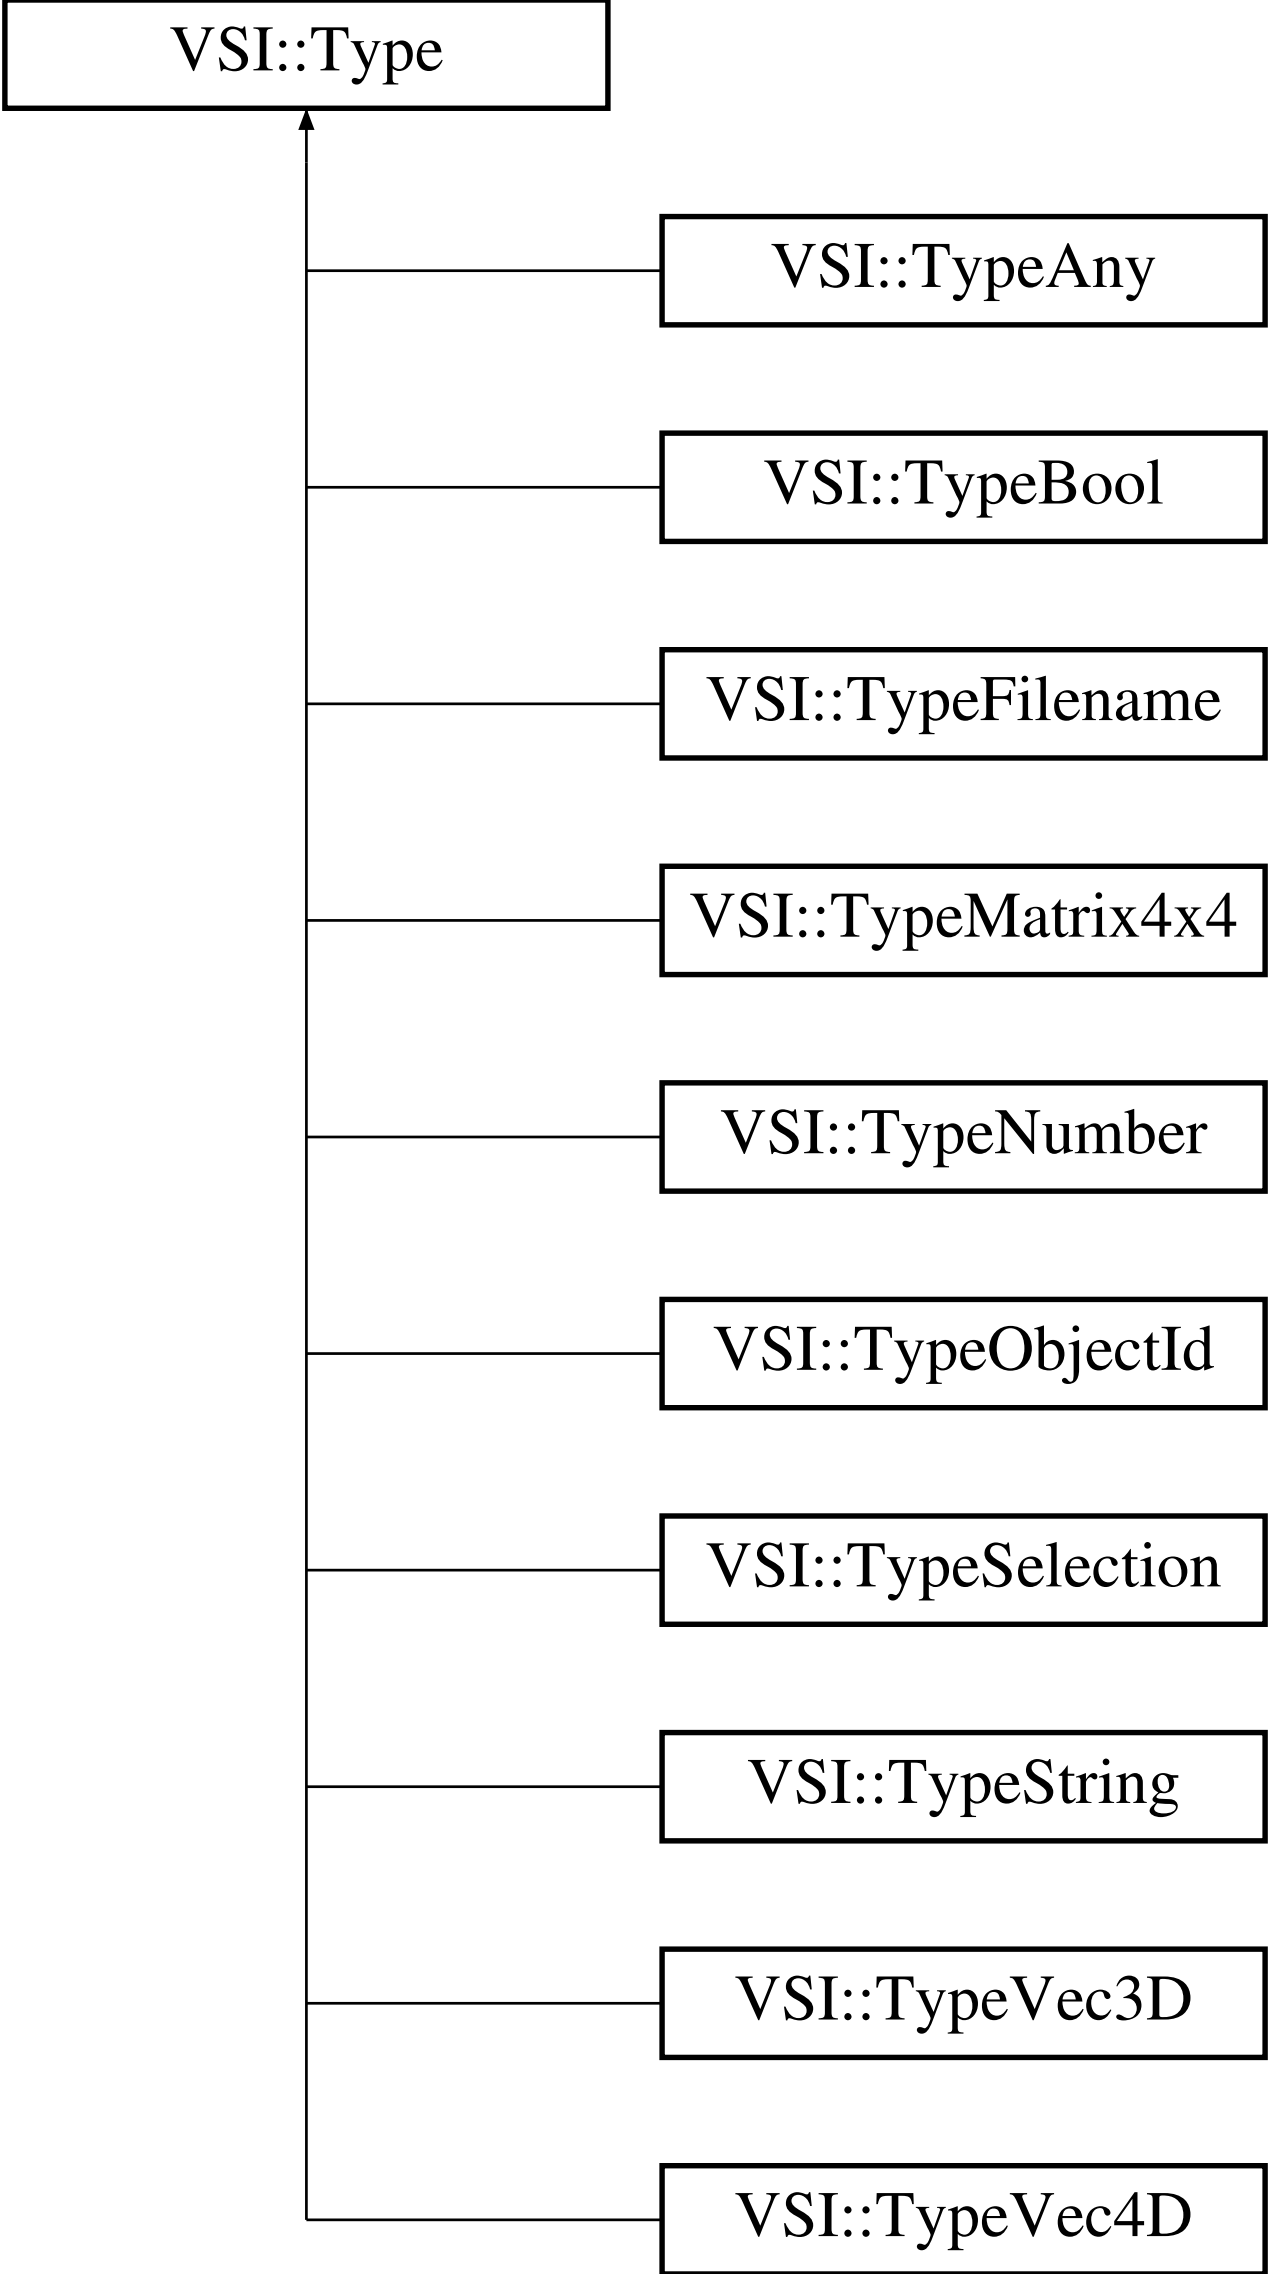 VSI::Type
VSI::TypeAny
VSI::TypeBool
VSI::TypeFilename
VSI::TypeMatrix4x4
VSI::TypeNumber
VSI::TypeObjectId
VSI::TypeSelection
VSI::TypeString
VSI::TypeVec3D
VSI::TypeVec4D